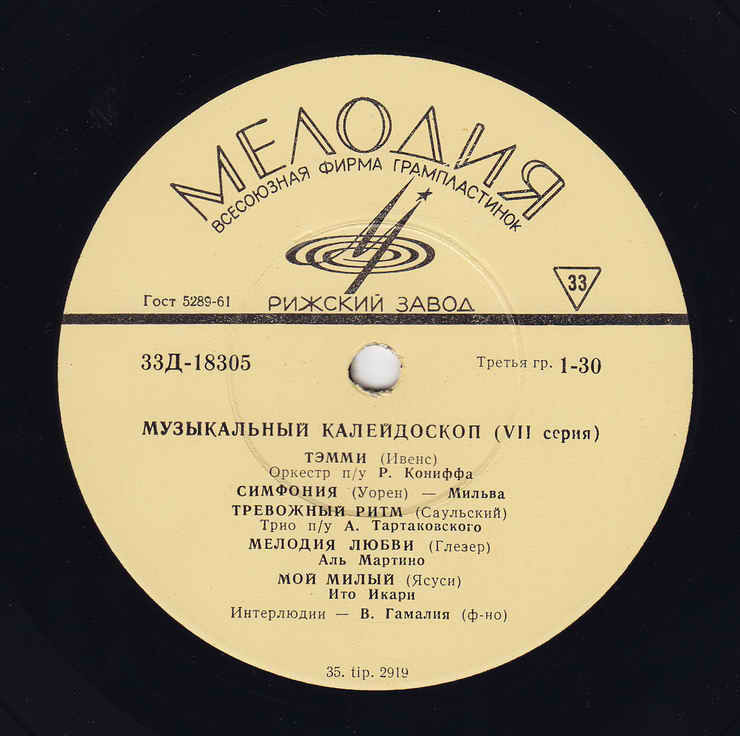 МЕЛОДИЯ
ВСЕСОЮЗНАЯ ФИРМА ГРАМПЛАСТИНОК
33
Гост 5289-61
РИЖСКИЙ ЗАВОД
33Д-18305
Третья гр. 1-30
МУЗЫКАЛЬНЫЙ КАЛЕЙДОСКОП (VII серия)
ТЭММИ (Ивенс)
Оркестр п/у Р. Кониффа
СИМФОНИЯ (Уорен) — Мильва
ТРЕВОЖНЫЙ РИТМ (Саульский)
Трио п/у А. Тартаковского
МЕЛОДИЯ ЛЮБВИ (Глезер)
Аль Мартино
МОЙ МИЛЫЙ (Ясуси)
Ито Икари
Интерлюдии — В. Гамалия (ф-но)
35. tip. 2919